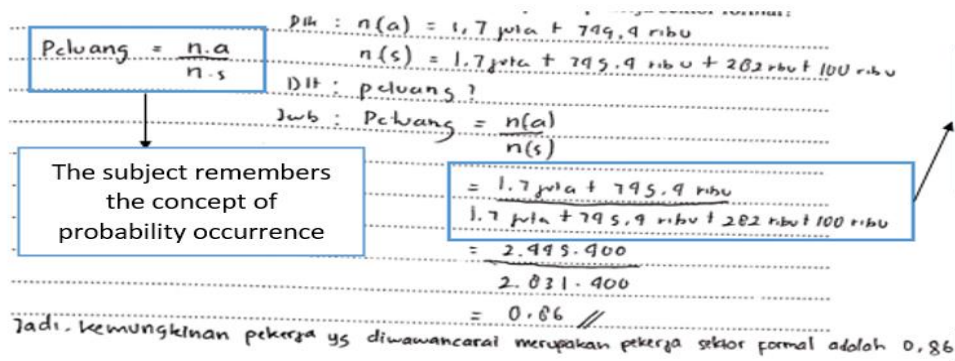 Peluang = n.a
n.s
Dik : n(a) = 1,7 juta + 795,4 ribu
n(s) = 1.7 juta + 795.4 ribu + 282 ribu + 100 ribu
Dit : peluang?
Jwb : Peluang = n(a)
n(s)
The subject remembers
the concept of
probability occurrence
= 1.7 juta + 795.4 ribu
1.7 juta + 795,4 ribu + 282 ribu + 100 ribu
= 2.495.400
2.831.400
= 0.86 //
Jadi, kemungkinan pekerja yg diwawancarai merupakan pekerja sektor formal adalah 0,86